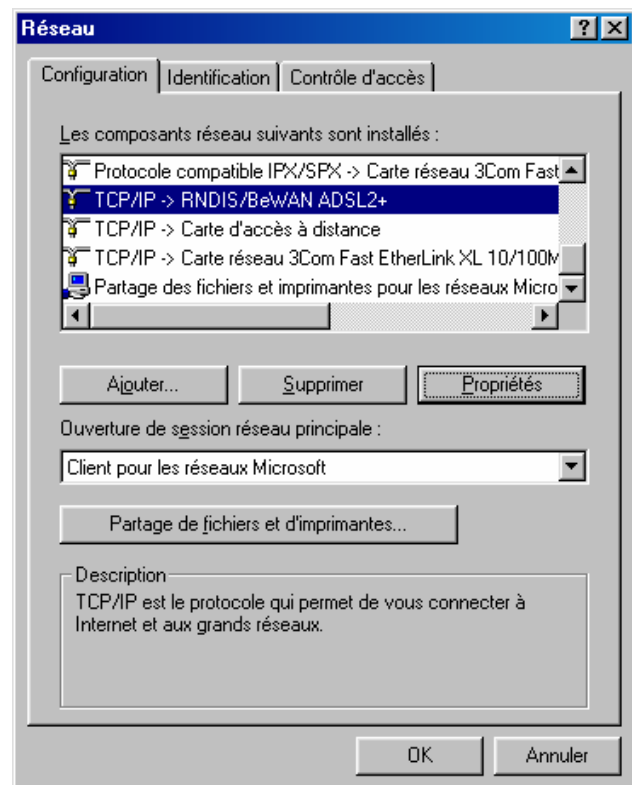 Réseau
Configuration Identification Contrôle d'accès
Les composants réseau suivants sont installés :
Protocole compatible IPX/SPX -> Carte réseau 3Com Fast
TCP/IP -> RNDIS/BeWAN ADSL2+
TCP/IP -> Carte d'accès à distance
TCP/IP -> Carte réseau 3Com Fast EtherLink XL 10/100M
Partage des fichiers et imprimantes pour les réseaux Micro
Ajouter... Supprimer Propriétés
Ouverture de session réseau principale :
Client pour les réseaux Microsoft
Partage de fichiers et d'imprimantes...
Description
TCP/IP est le protocole qui permet de vous connecter à
Internet et aux grands réseaux.
OK Annuler